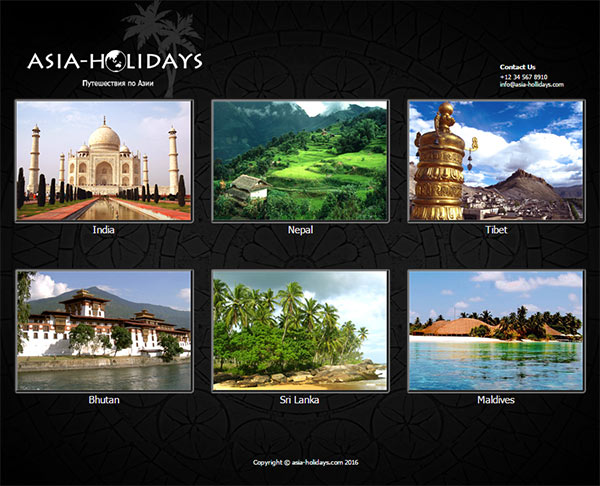 ASIA-HOLIDAYS
Путешествия по Азии
Contact Us
+12 34 567 8910
info@asia-hollidays.com
India
Nepal
Tibet
Bhutan
Sri Lanka
Maldives
Copyright © asia-holidays.com 2016